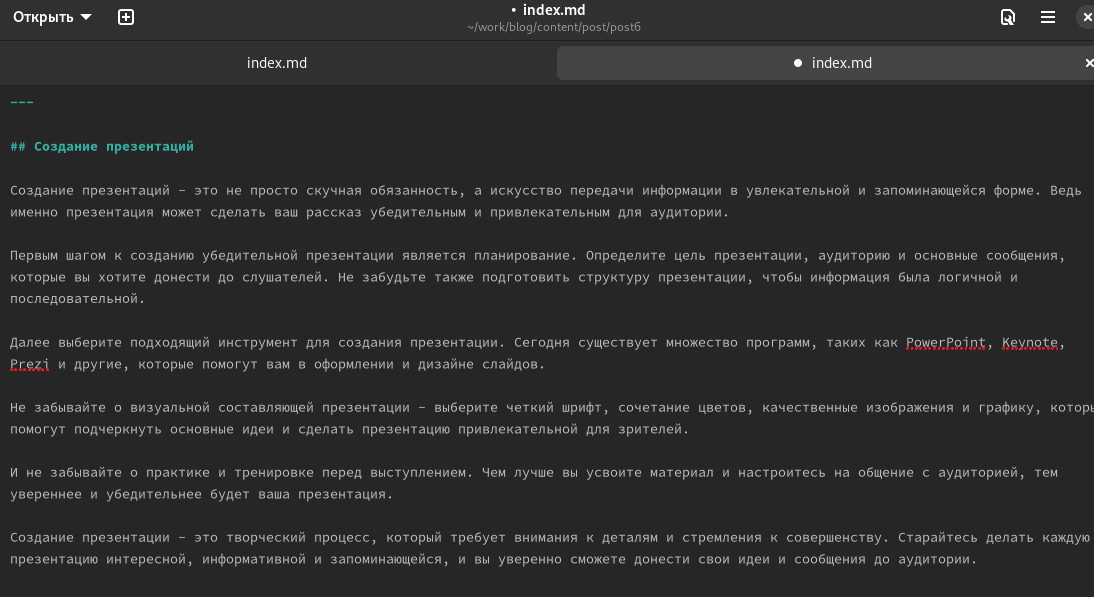 Открыть
• index.md
~/work/blog/content/post/post6
index.md
index.md
---
## Создание презентаций
Создание презентаций - это не просто скучная обязанность, а искусство передачи информации в увлекательной и запоминающейся форме. Ведь
именно презентация может сделать ваш рассказ убедительным и привлекательным для аудитории.
Первым шагом к созданию убедительной презентации является планирование. Определите цель презентации, аудиторию и основные сообщения,
которые вы хотите донести до слушателей. Не забудьте также подготовить структуру презентации, чтобы информация была логичной и
последовательной.
Далее выберите подходящий инструмент для создания презентации. Сегодня существует множество программ, таких как PowerPoint, Keynote,
Prezi и другие, которые помогут вам в оформлении и дизайне слайдов.
Не забывайте о визуальной составляющей презентации - выберите четкий шрифт, сочетание цветов, качественные изображения и графику, которы
помогут подчеркнуть основные идеи и сделать презентацию привлекательной для зрителей.
И не забывайте о практике и тренировке перед выступлением. Чем лучше вы усвоите материал и настроитесь на общение с аудиторией, тем
увереннее и убедительнее будет ваша презентация.
Создание презентации - это творческий процесс, который требует внимания к деталям и стремления к совершенству. Старайтесь делать каждую
презентацию интересной, информативной и запоминающейся, и вы уверенно сможете донести свои идеи и сообщения до аудитории.